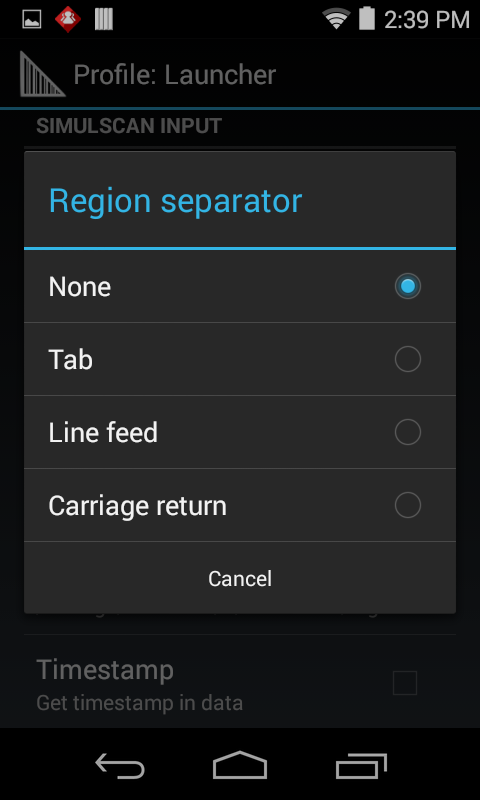 2:39 PM
Profile: Launcher
SIMULSCAN INPUT
Region separator
None
Tab
Line feed
Carriage return
Cancel
Timestamp
Get timestamp in data